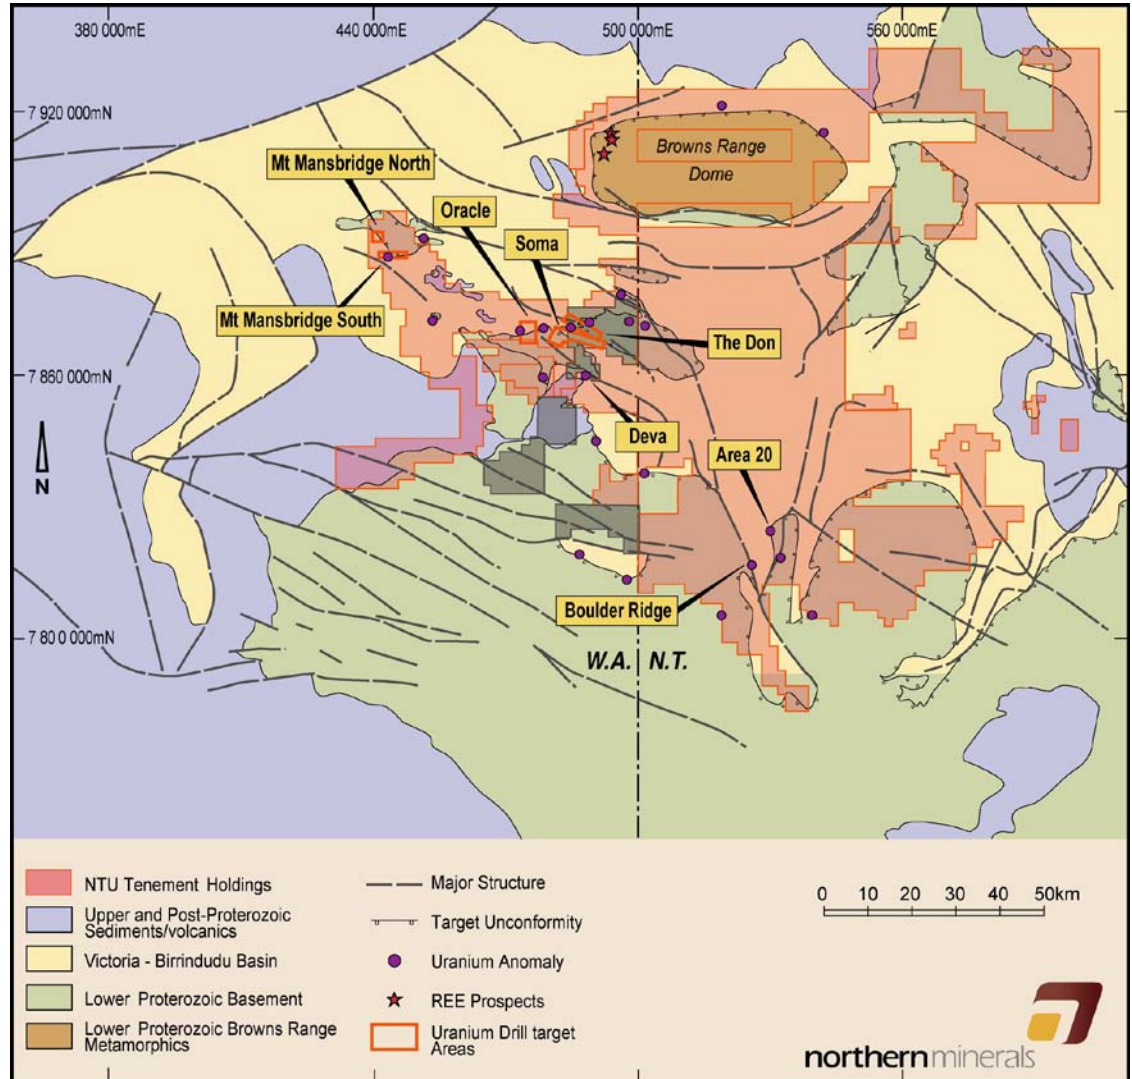 380 000mE
440 000mE
500 000mE
560 000mE
7 920 000mN
Browns Range
Dome
Mt Mansbridge North
Oracle
Soma
Mt Mansbridge South
The Don
7 860 000mN
Deva
Area 20
N
Boulder Ridge
7 800 000mN
W.A.
N.T.
NTU Tenement Holdings
Upper and Post-Proterozoic
Sediments/volcanics
Victoria - Birrindudu Basin
Lower Proterozoic Basement
Lower Proterozoic Browns Range
Metamorphics
Major Structure
Target Unconformity
Uranium Anomaly
REE Prospects
Uranium Drill target
Areas
0 10 20 30 40 50km
northernminerals